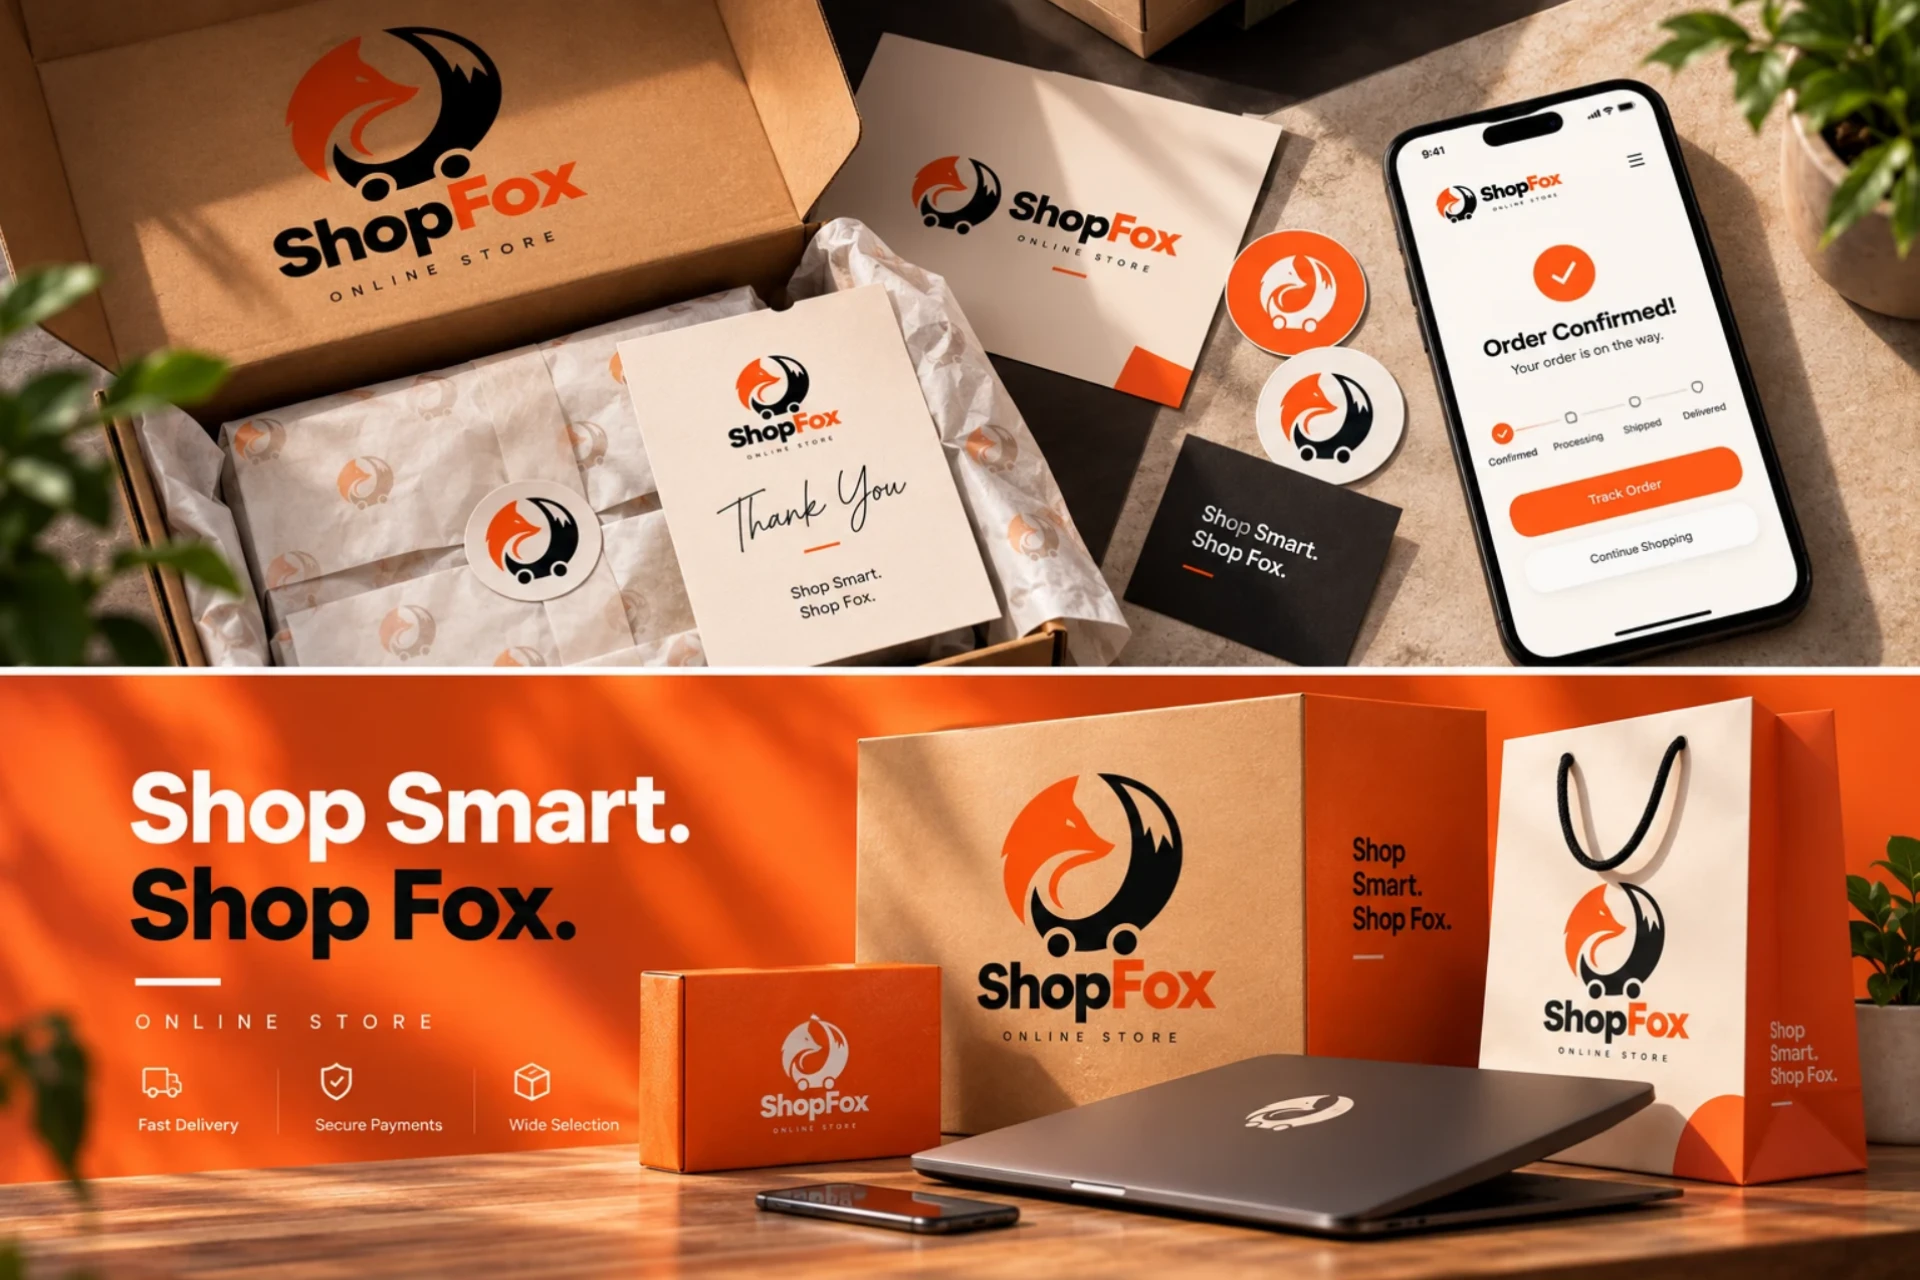 ShopFox
ONLINE STORE
ShopFox
ONLINE STORE
Thank You
Shop Smart.
Shop Fox.
ShopFox
ONLINE STORE
Shop Smart.
Shop Fox.
9:41
ShopFox
ONLINE STORE
Order Confirmed!
Your order is on the way.
Confirmed
Processing
Shipped
Delivered
Track Order
Continue Shopping
Shop Smart.
Shop Fox.
ONLINE STORE
Fast Delivery
Secure Payments
Wide Selection
ShopFox
ONLINE STORE
ShopFox
ONLINE STORE
Shop
Smart.
Shop Fox.
ShopFox
ONLINE STORE
Shop
Smart.
Shop Fox.